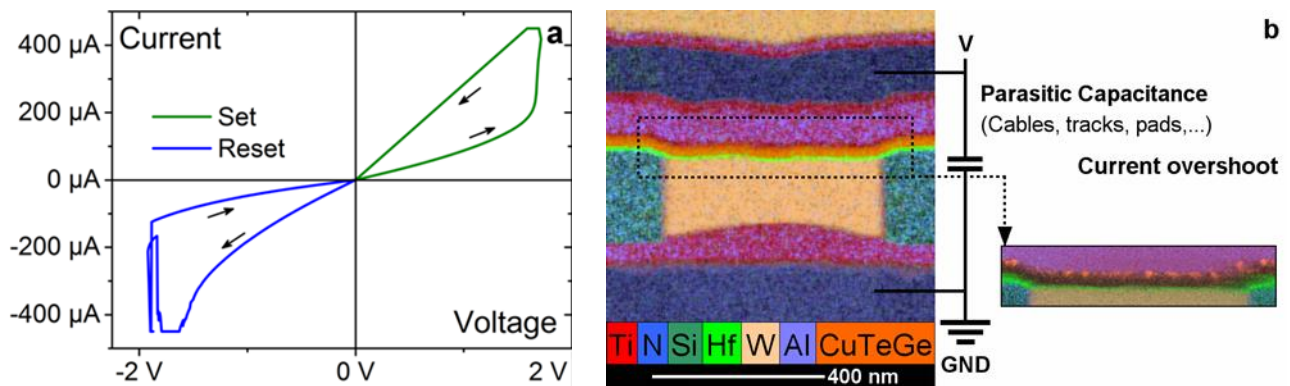 400 µA
200 µA
0 µA
-200 µA
-400 µA
Current
a
Set
Reset
Voltage
-2 V
0 V
2 V
b
V
Parasitic Capacitance
(Cables, tracks, pads,...)
Current overshoot
Ti N Si Hf W Al CuTeGe
400 nm
GND